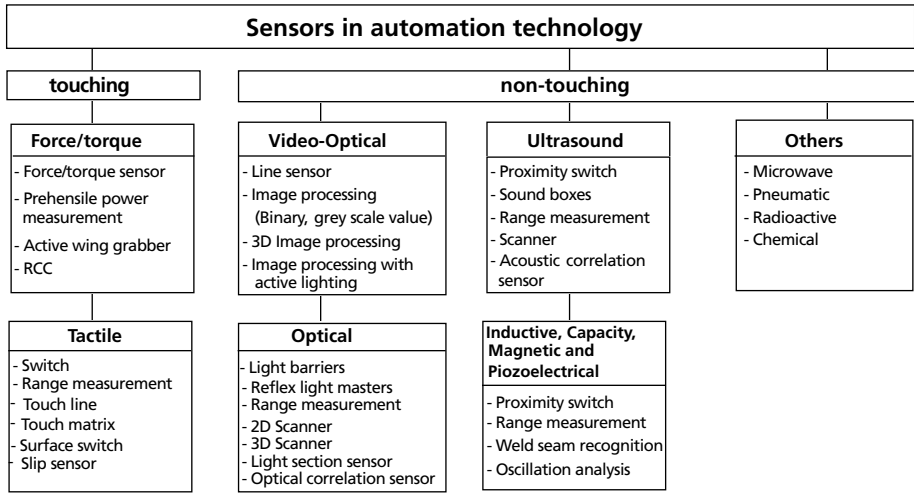 Sensors in automation technology
touching
non-touching
Force/torque
- Force/torque sensor
- Prehensile power
measurement
- Active wing grabber
- RCC
Video-Optical
- Line sensor
- Image processing
(Binary, grey scale value)
- 3D Image processing
- Image processing with
active lighting
Ultrasound
- Proximity switch
- Sound boxes
- Range measurement
- Scanner
- Acoustic correlation
sensor
Others
- Microwave
- Pneumatic
- Radioactive
- Chemical
Tactile
- Switch
- Range measurement
- Touch line
- Touch matrix
- Surface switch
- Slip sensor
Optical
- Light barriers
- Reflex light masters
- Range measurement
- 2D Scanner
- 3D Scanner
- Light section sensor
- Optical correlation sensor
Inductive, Capacity,
Magnetic and
Piozoelectrical
- Proximity switch
- Range measurement
- Weld seam recognition
- Oscillation analysis